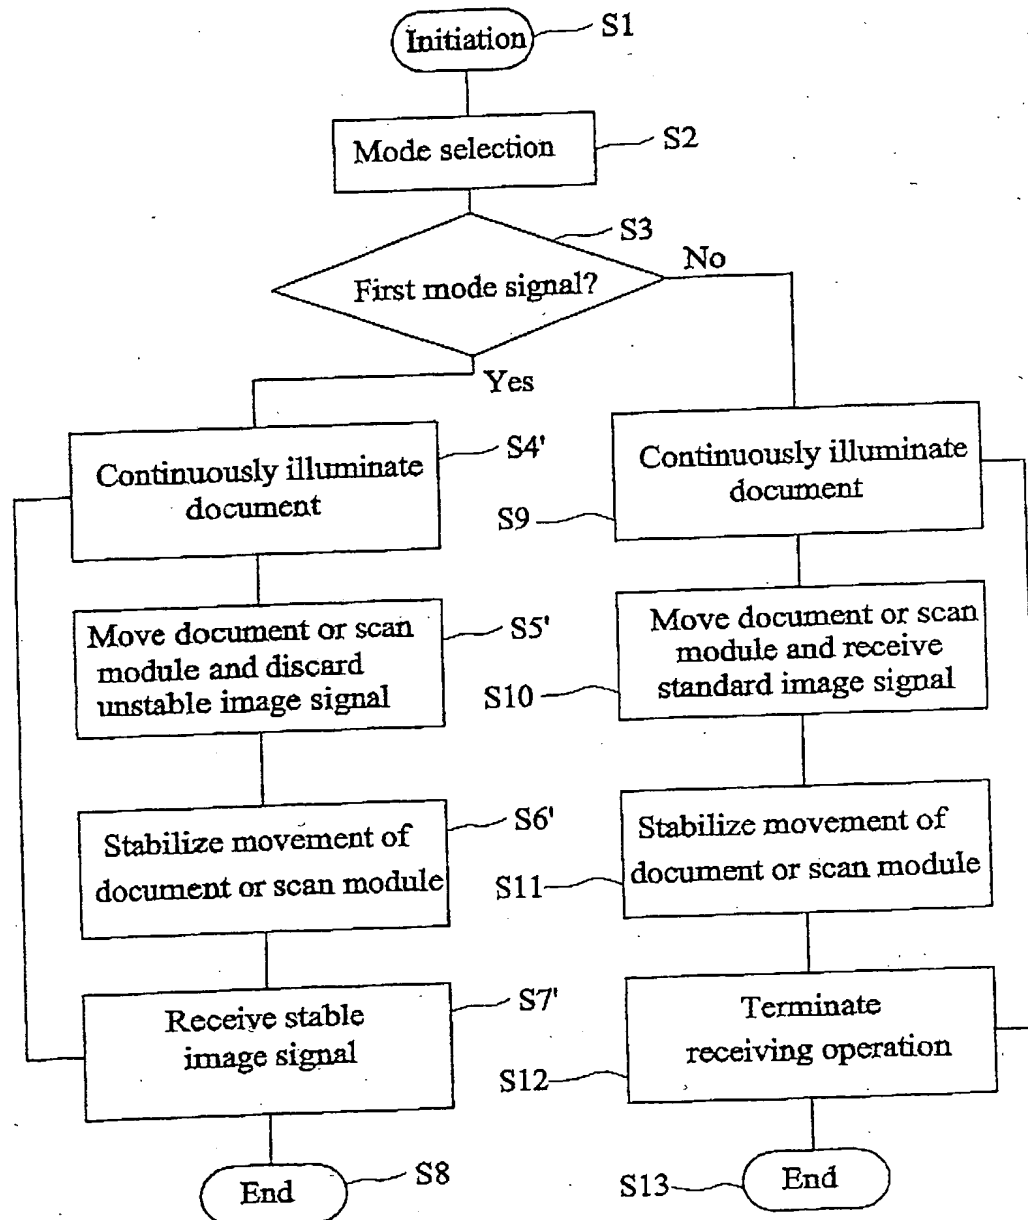 Initiation
S1
Mode selection
S2
S3
First mode signal?
No
Yes
Continuously illuminate
document
S4'
Move document or scan
module and discard
unstable image signal
S5'
Stabilize movement of
document or scan module
S6'
Receive stable
image signal
S7'
End
S8
Continuously illuminate
document
S9
Move document or scan
module and receive
standard image signal
S10
Stabilize movement of
document or scan module
S11
Terminate
receiving operation
S12
End
S13